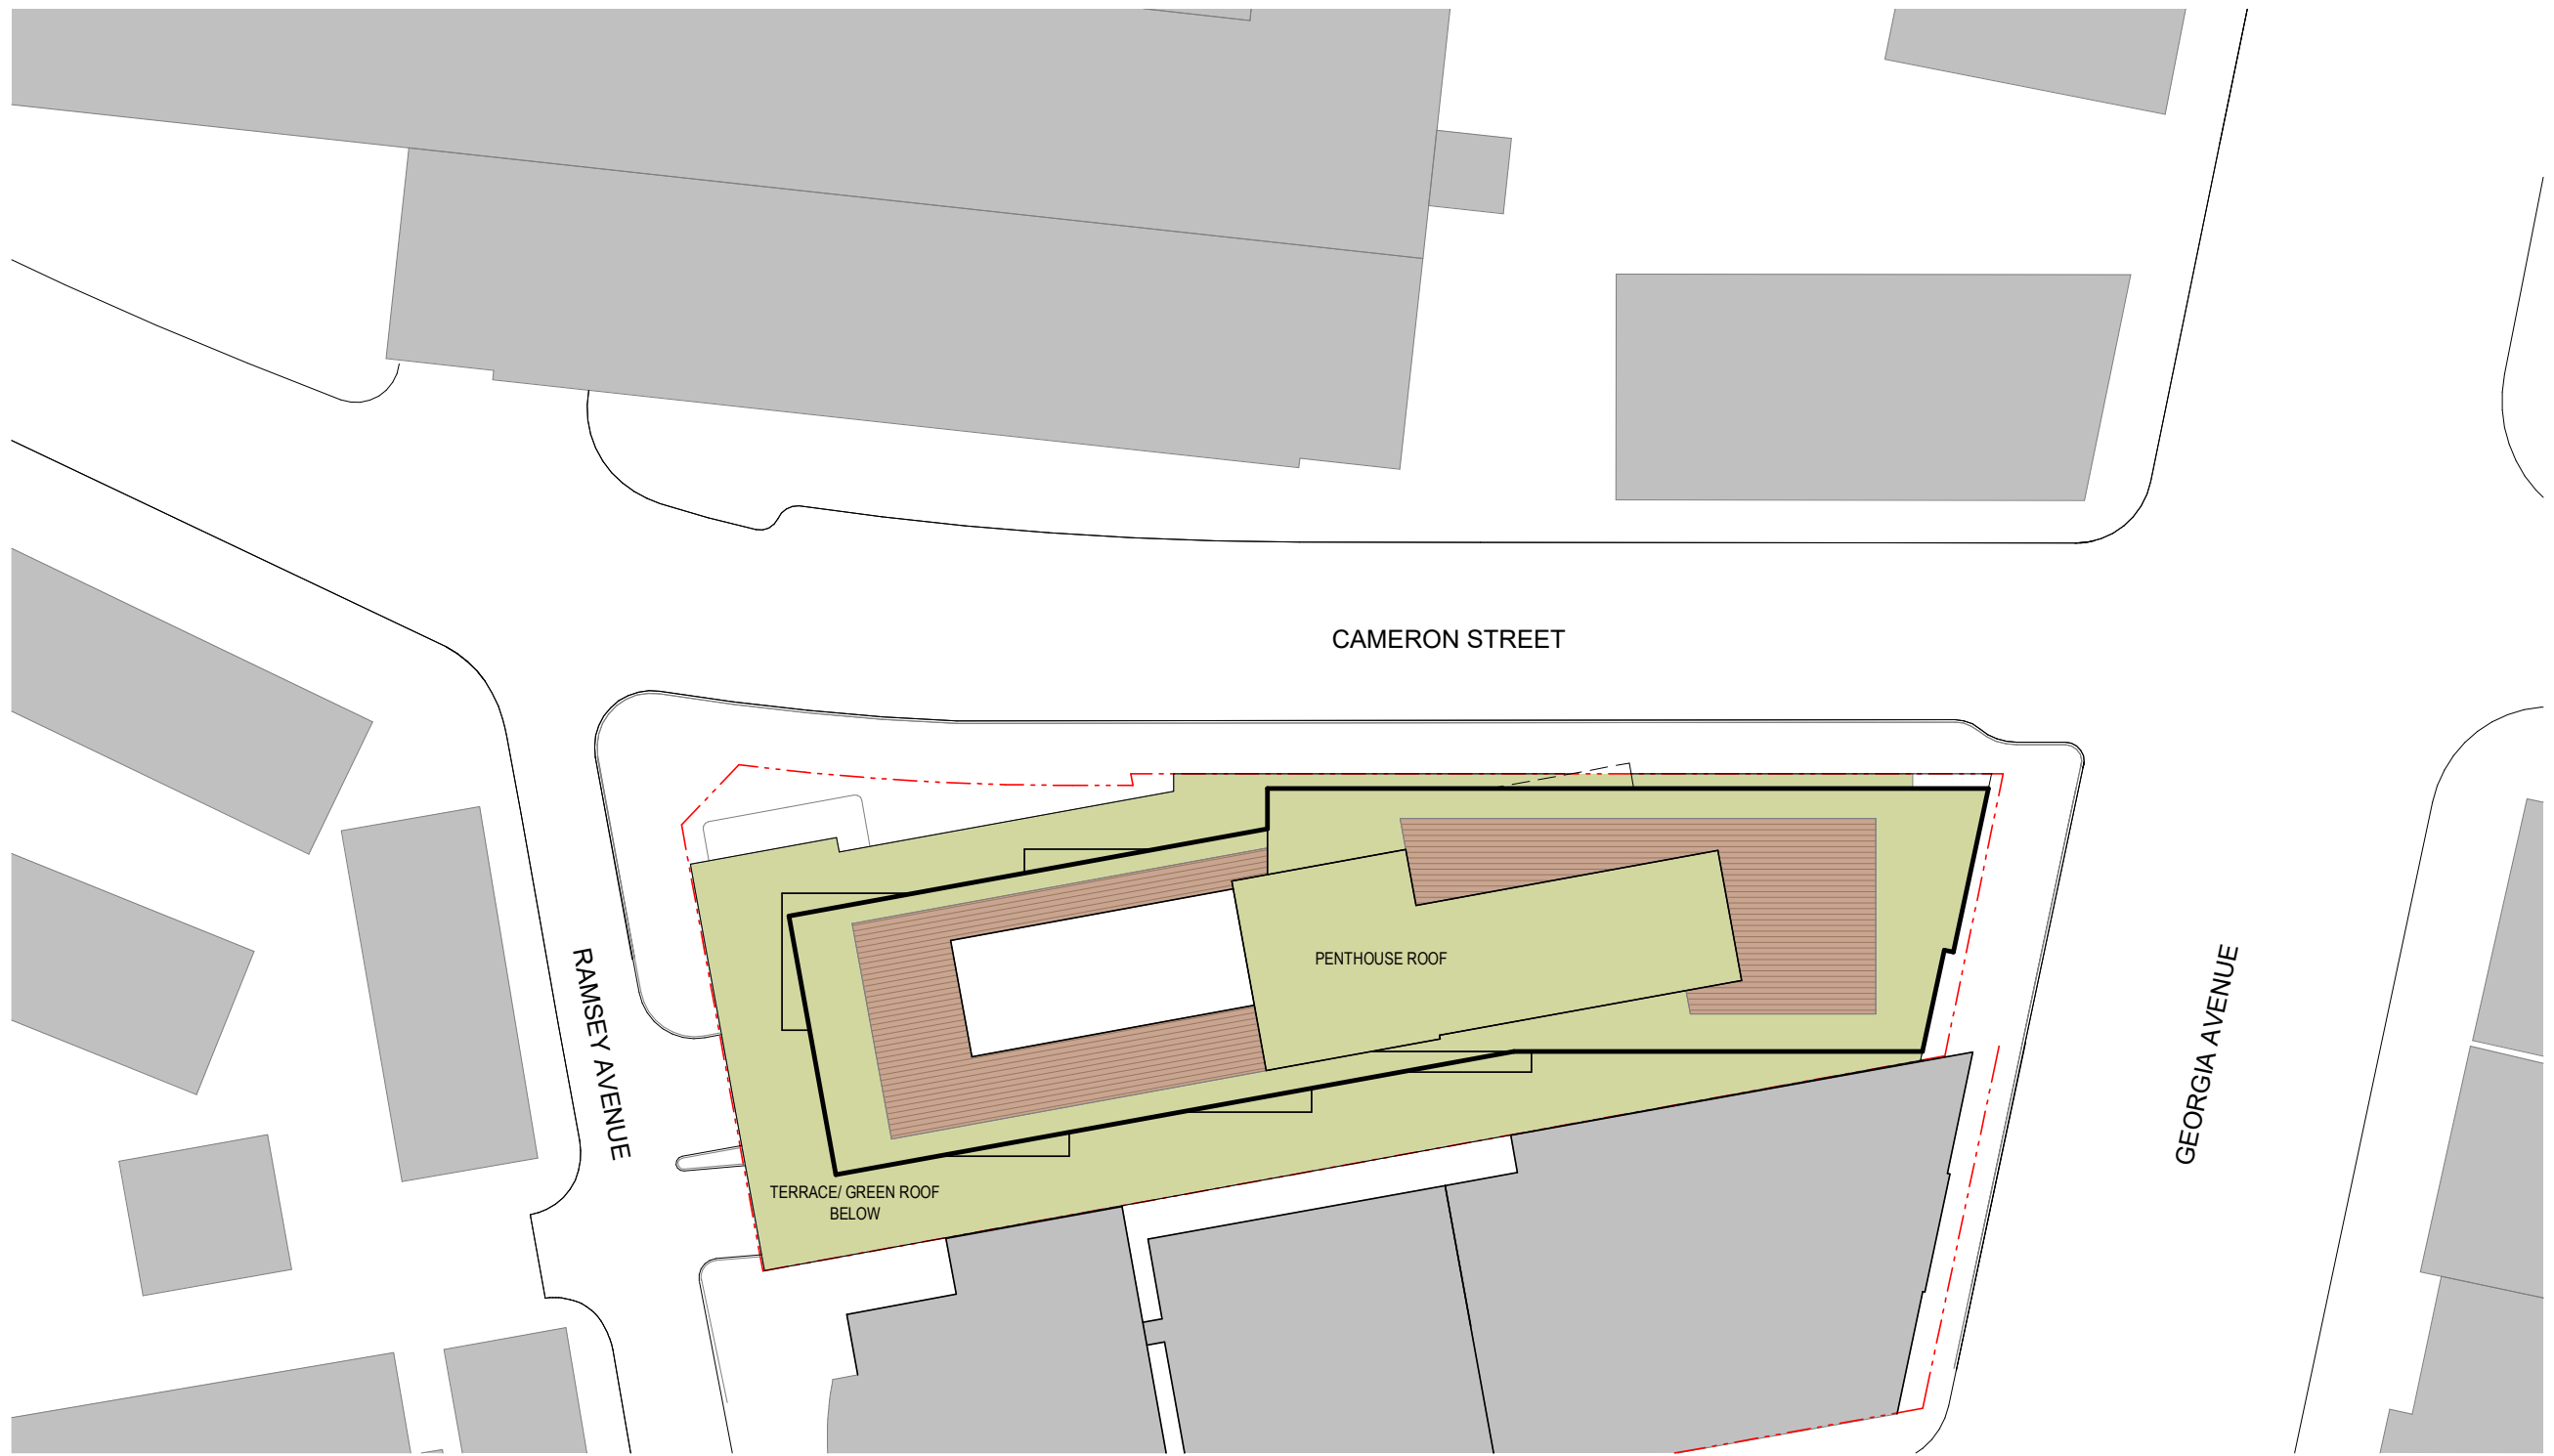 CAMERON STREET
RAMSEY AVENUE
PENTHOUSE ROOF
GEORGIA AVENUE
TERRACE/ GREEN ROOF
BELOW